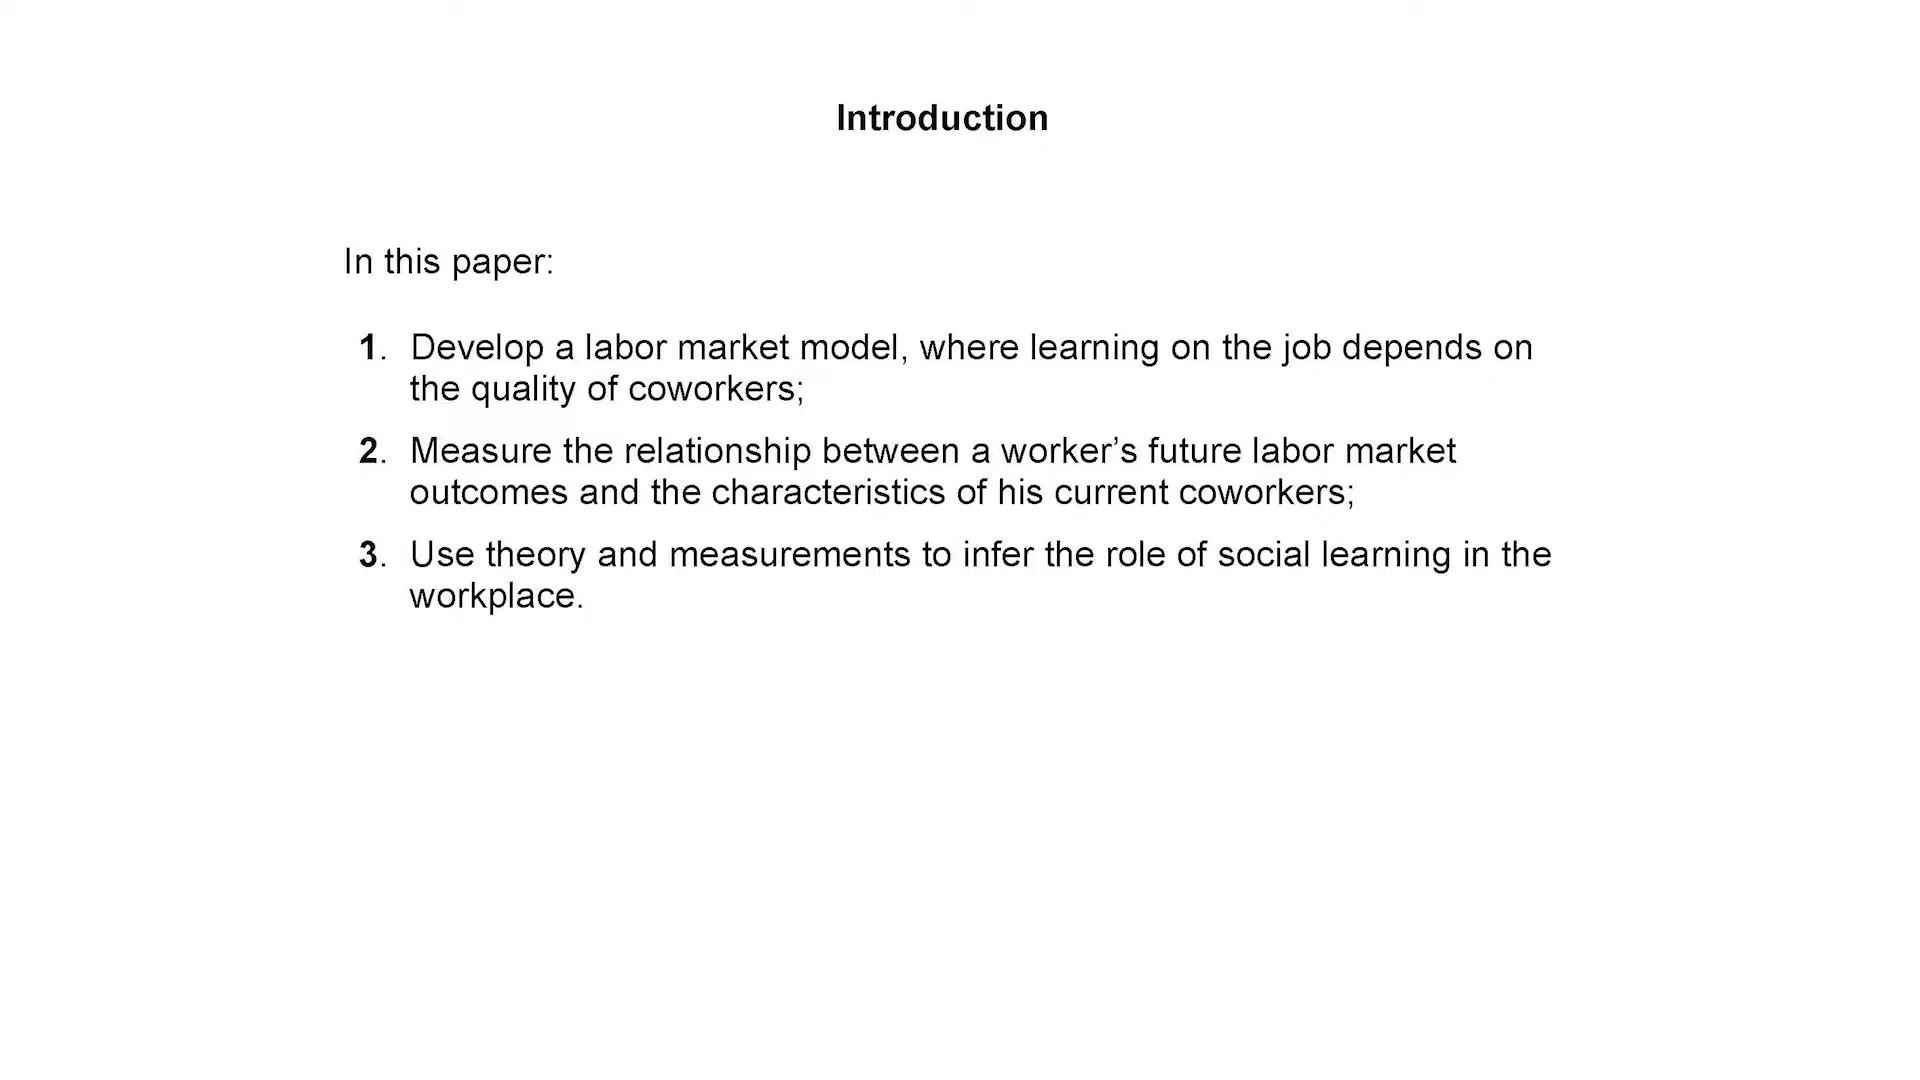 Introduction
In this paper:
1. Develop a labor market model, where learning on the job depends on
the quality of coworkers;
2. Measure the relationship between a worker’s future labor market
outcomes and the characteristics of his current coworkers;
3. Use theory and measurements to infer the role of social learning in the
workplace.